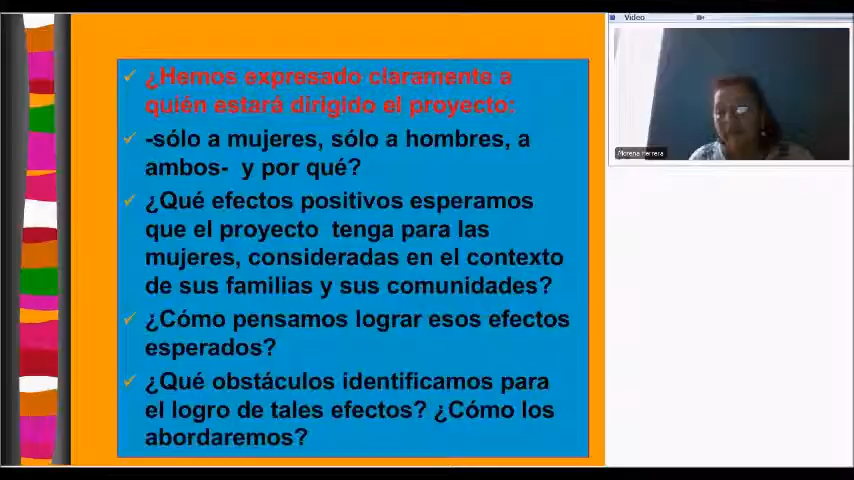 Video
✓ ¿Hemos expresado claramente a
quién estará dirigido el proyecto:
✓ -sólo a mujeres, sólo a hombres, a
ambos- y por qué?
✓ ¿Qué efectos positivos esperamos
que el proyecto tenga para las
mujeres, consideradas en el contexto
de sus familias y sus comunidades?
✓ ¿Cómo pensamos lograr esos efectos
esperados?
✓ ¿Qué obstáculos identificamos para
el logro de tales efectos? ¿Cómo los
abordaremos?
Morena Herrera